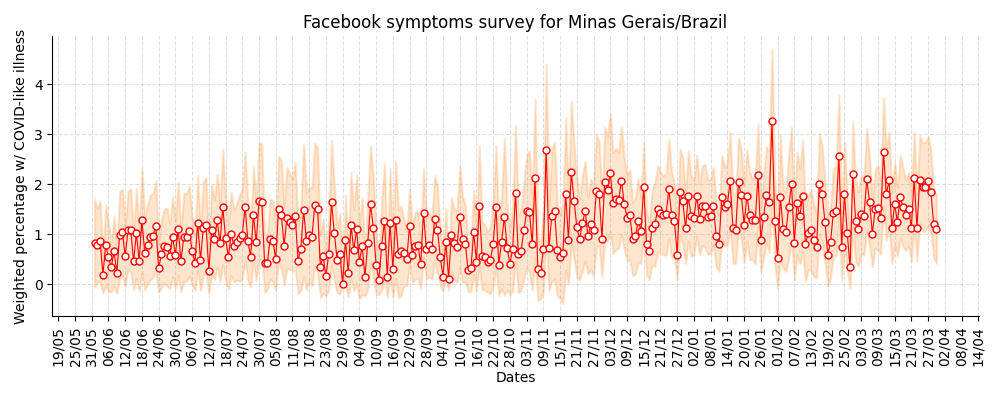 Facebook symptoms survey for Minas Gerais/Brazil
Weighted percentage w/ COVID-like illness
4
3
2
1
0
19/05 25/05 31/05 06/06 12/06 18/06 24/06 30/06 06/07 12/07 18/07 24/07 30/07 05/08 11/08 17/08 23/08 29/08 04/09 10/09 16/09 22/09 28/09 04/10 10/10 16/10 22/10 28/10 03/11 09/11 15/11 21/11 27/11 03/12 09/12 15/12 21/12 27/12 02/01 08/01 14/01 20/01 26/01 01/02 07/02 13/02 19/02 25/02 03/03 09/03 15/03 21/03 27/03 02/04 08/04 14/04
Dates